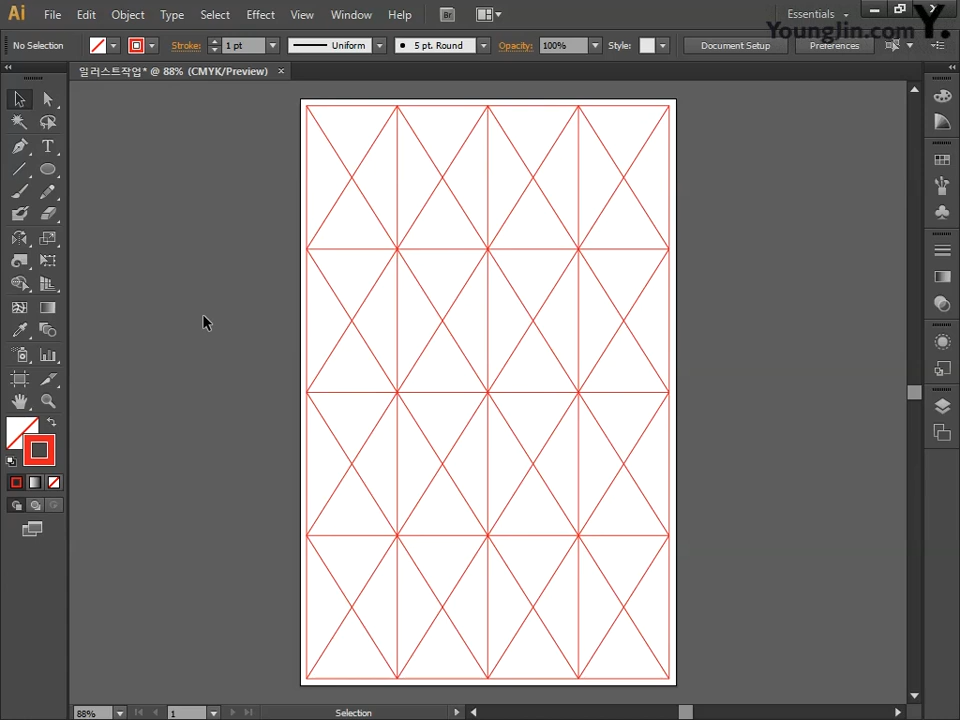 Ai File Edit Object Type Select Effect View Window Help Br Essentials
YoungJin.com Y.
No Selection Stroke: 1 pt Uniform 5 pt. Round Opacity: 100% Style: Document Setup Preferences
일러스트작업* @ 88% (CMYK/Preview) ×
T
88% 1 Selection